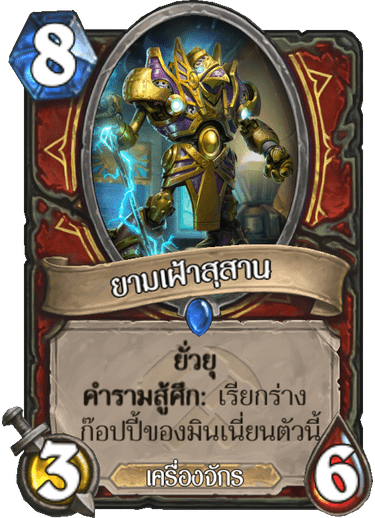 8
ยามเฝ้าสุสาน
ยั่วยุ
คำรามสู้ศึก: เรียกร่าง
ก๊อปปี้ของมินเนี่ยนตัวนี้
3
เครื่องจักร
6